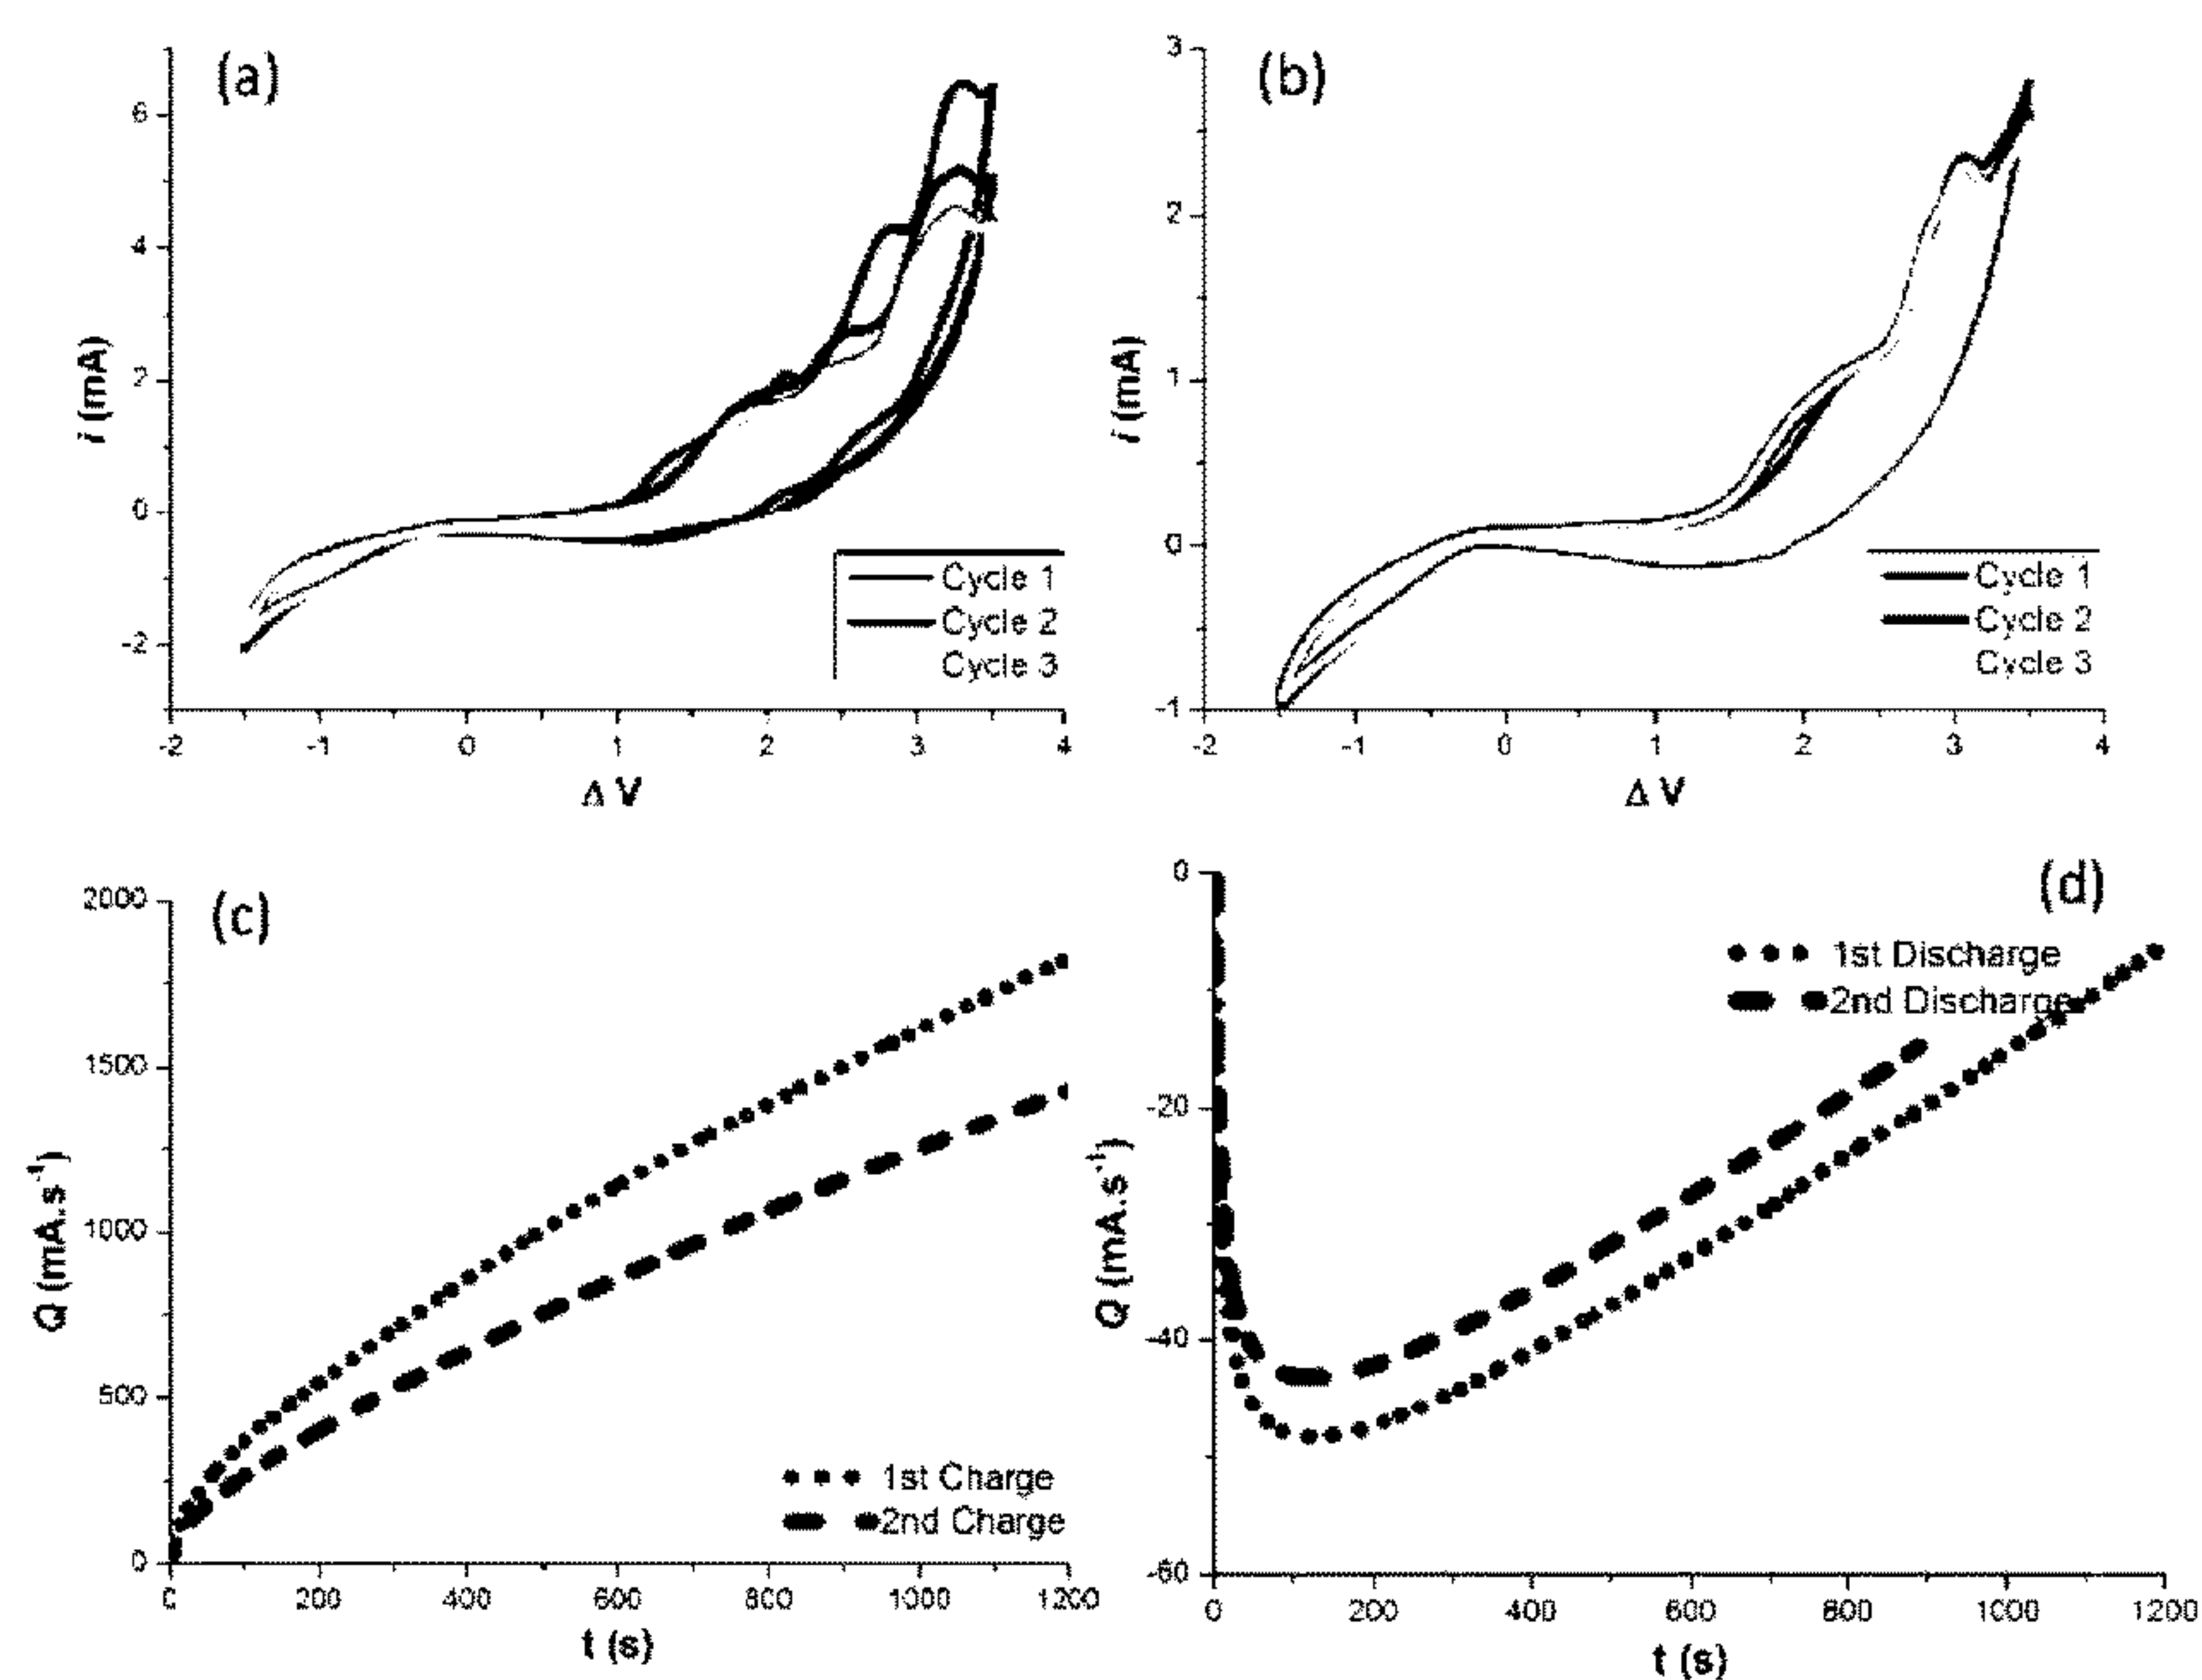 (a)
6
4
2
0
-2
i (mA)
-2 -1 0 1 2 3 4
Δ V
Cycle 1
Cycle 2
Cycle 3
(b)
3
2
1
0
-1
i (mA)
-2 -1 0 1 2 3 4
Δ V
Cycle 1
Cycle 2
Cycle 3
(c)
2000
1500
1000
500
0
Q (mA.s⁻¹)
0 200 400 600 800 1000 1200
t (s)
1st Charge
2nd Charge
(d)
0
-20
-40
-60
Q (mA.s⁻¹)
0 200 400 600 800 1000 1200
t (s)
1st Discharge
2nd Discharge